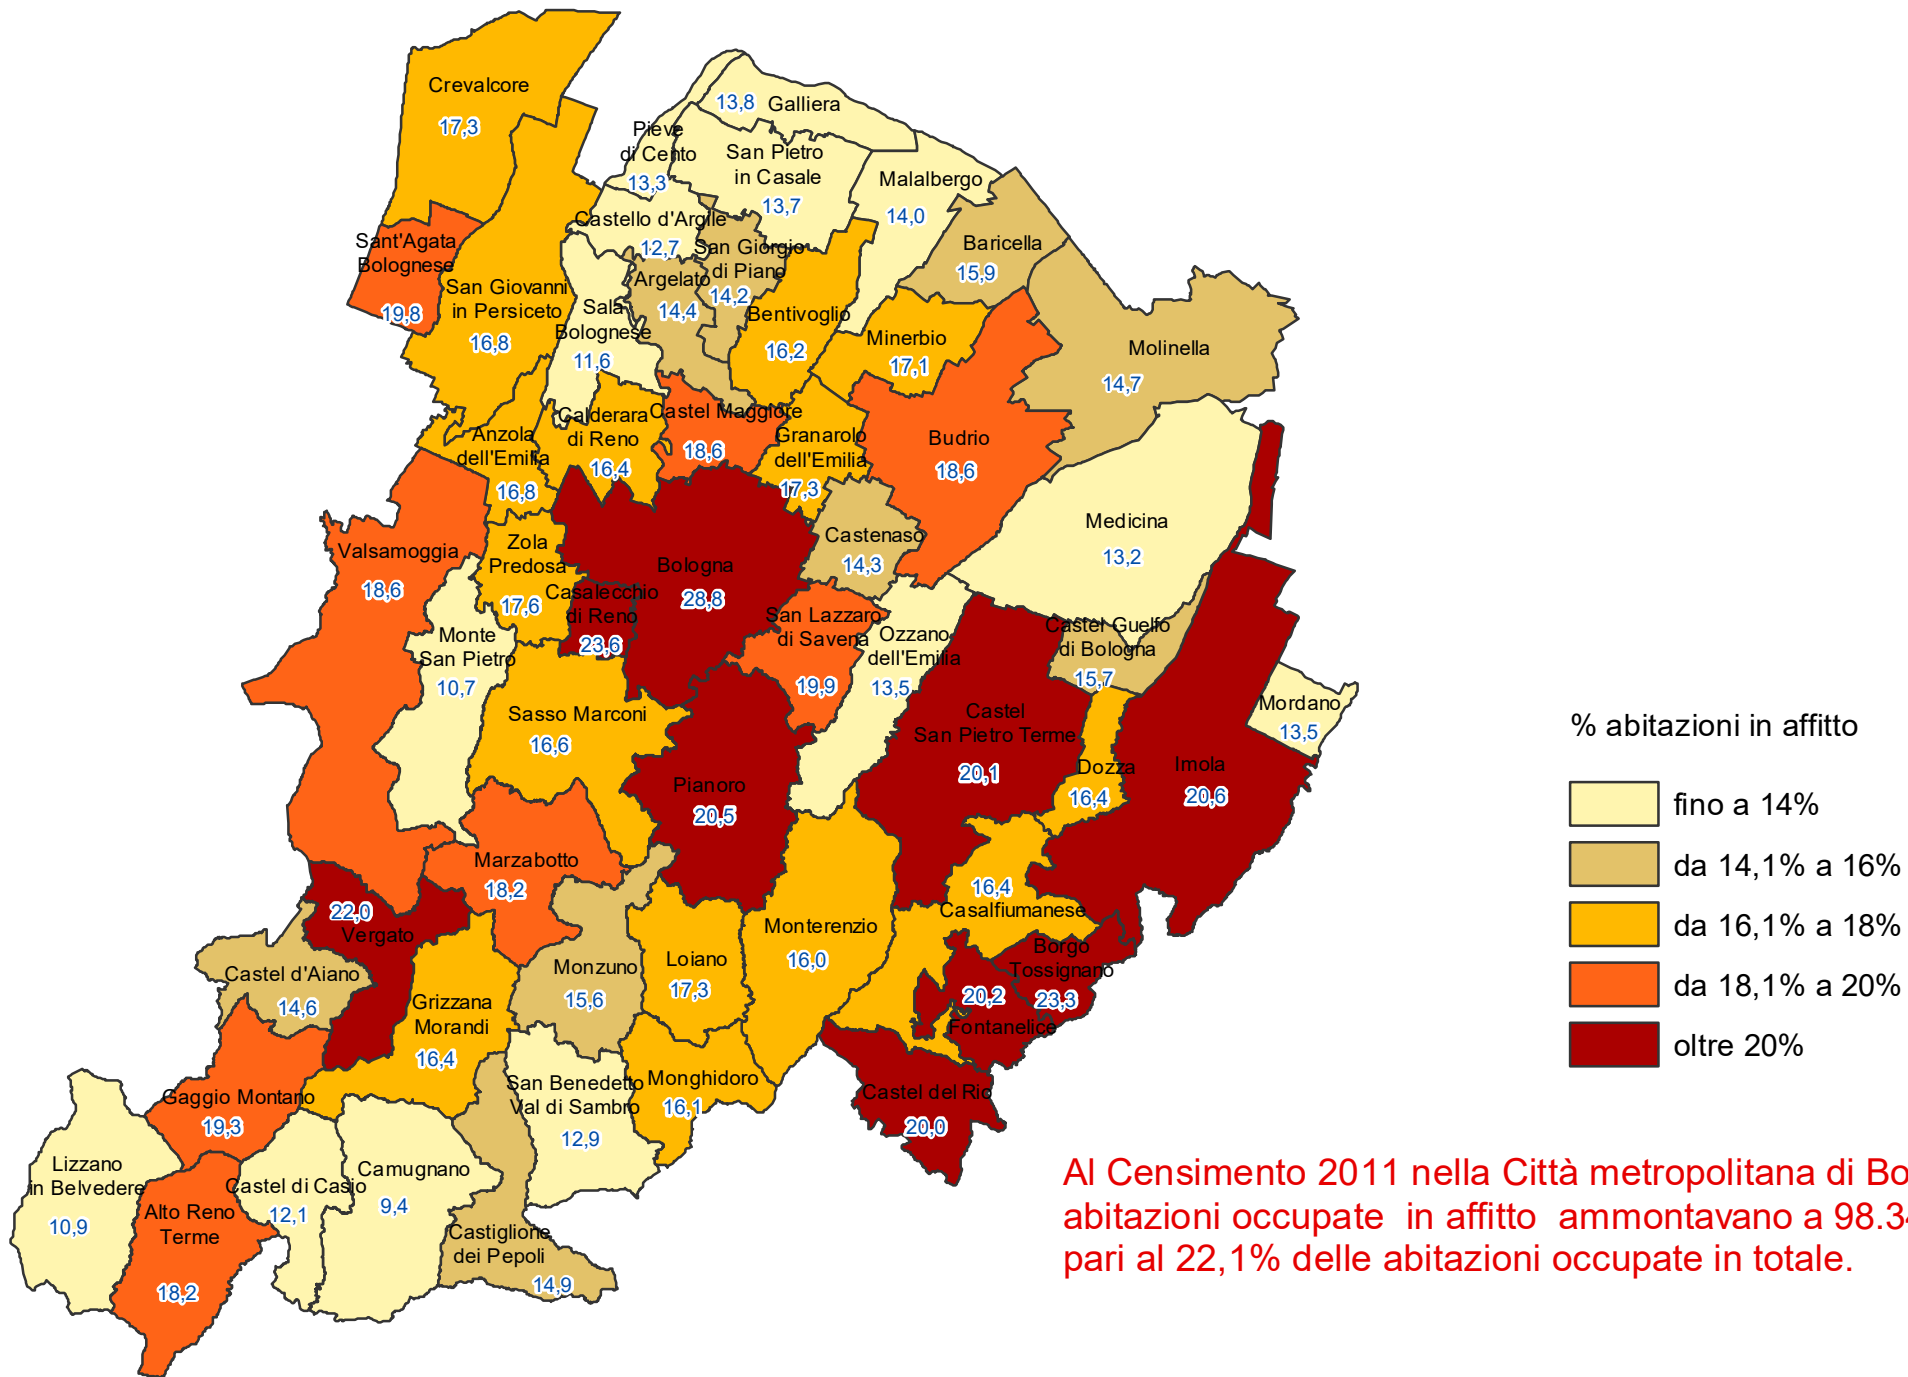 Crevalcore
17,3
13,8
Galliera
Pieve
di Cento
13,3
San Pietro
in Casale
13,7
Malalbergo
14,0
Castello d'Argile
12,7
Sant'Agata
Bolognese
19,8
San Giorgio
di Piano
14,2
Baricella
15,9
Argelato
14,4
San Giovanni
in Persiceto
16,8
Sala
Bolognese
11,6
Bentivoglio
16,2
Minerbio
17,1
Molinella
14,7
Calderara
di Reno
16,4
Castel Maggiore
18,6
Anzola
dell'Emilia
16,8
Granarolo
dell'Emilia
17,3
Budrio
18,6
Medicina
13,2
Castenaso
14,3
Valsamoggia
18,6
Zola
Predosa
17,6
Bologna
28,8
Casalecchio
di Reno
23,6
San Lazzaro
di Savena
19,9
Ozzano
dell'Emilia
13,5
Castel Guelfo
di Bologna
15,7
Monte
San Pietro
10,7
Sasso Marconi
16,6
Castel
San Pietro Terme
20,1
Mordano
13,5
Dozza
16,4
Imola
20,6
Pianoro
20,5
Marzabotto
18,2
16,4
Casalfiumanese
22,0
Vergato
Monterenzio
16,0
Borgo
Tossignano
23,3
Castel d'Aiano
14,6
Monzuno
15,6
Loiano
17,3
20,2
Fontanelice
Grizzana
Morandi
16,4
San Benedetto
Val di Sambro
12,9
Monghidoro
16,1
Castel del Rio
20,0
Gaggio Montano
19,3
Lizzano
in Belvedere
10,9
Camugnano
9,4
Castel di Casio
12,1
Alto Reno
Terme
18,2
Castiglione
dei Pepoli
14,9
% abitazioni in affitto
fino a 14%
da 14,1% a 16%
da 16,1% a 18%
da 18,1% a 20%
oltre 20%
Al Censimento 2011 nella Città metropolitana di
abitazioni occupate in affitto ammontavano a
pari al 22,1% delle abitazioni occupate in totale.